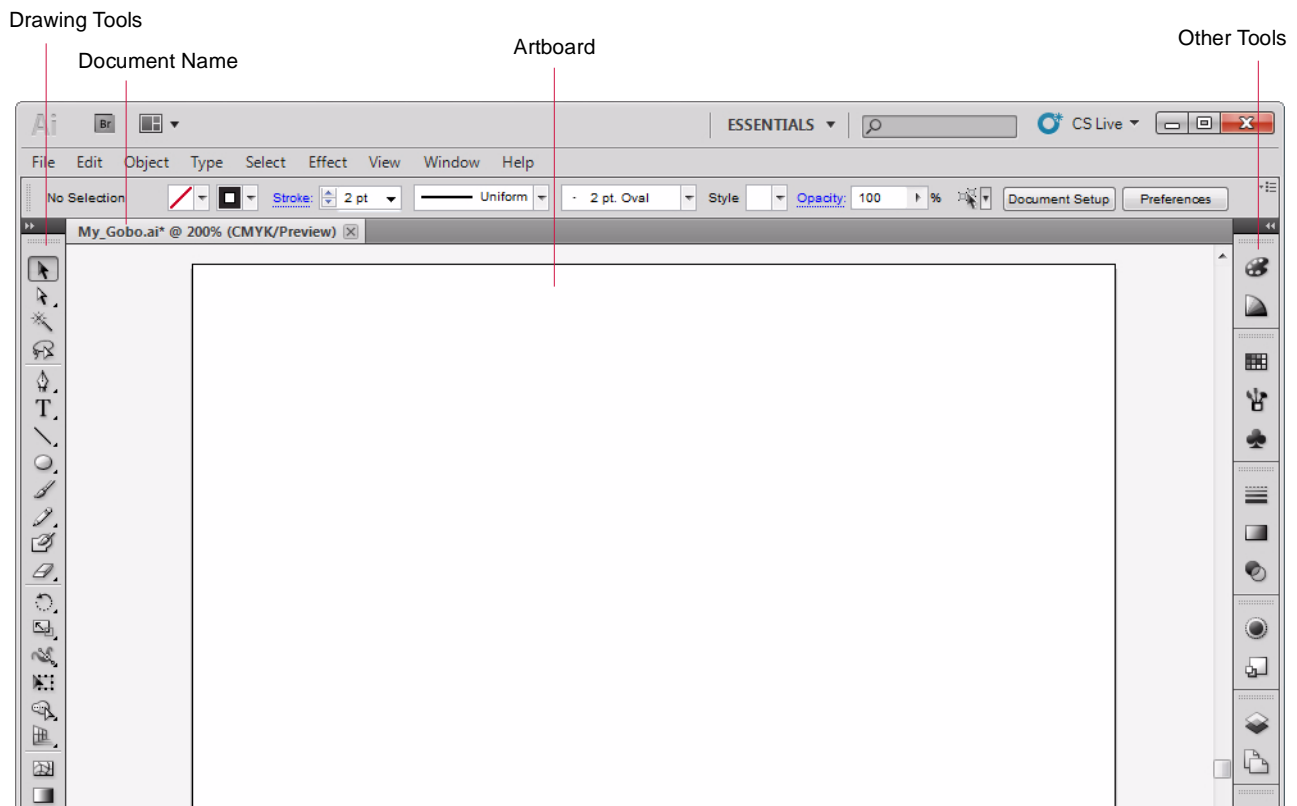 Drawing Tools
Document Name
Artboard
Other Tools
Ai Br ESSENTIALS CS Live
File Edit Object Type Select Effect View Window Help
No Selection Stroke: 2 pt Uniform 2 pt. Oval Style Opacity: 100 % Document Setup Preferences
My_Gobo.ai* @ 200% (CMYK/Preview)
T